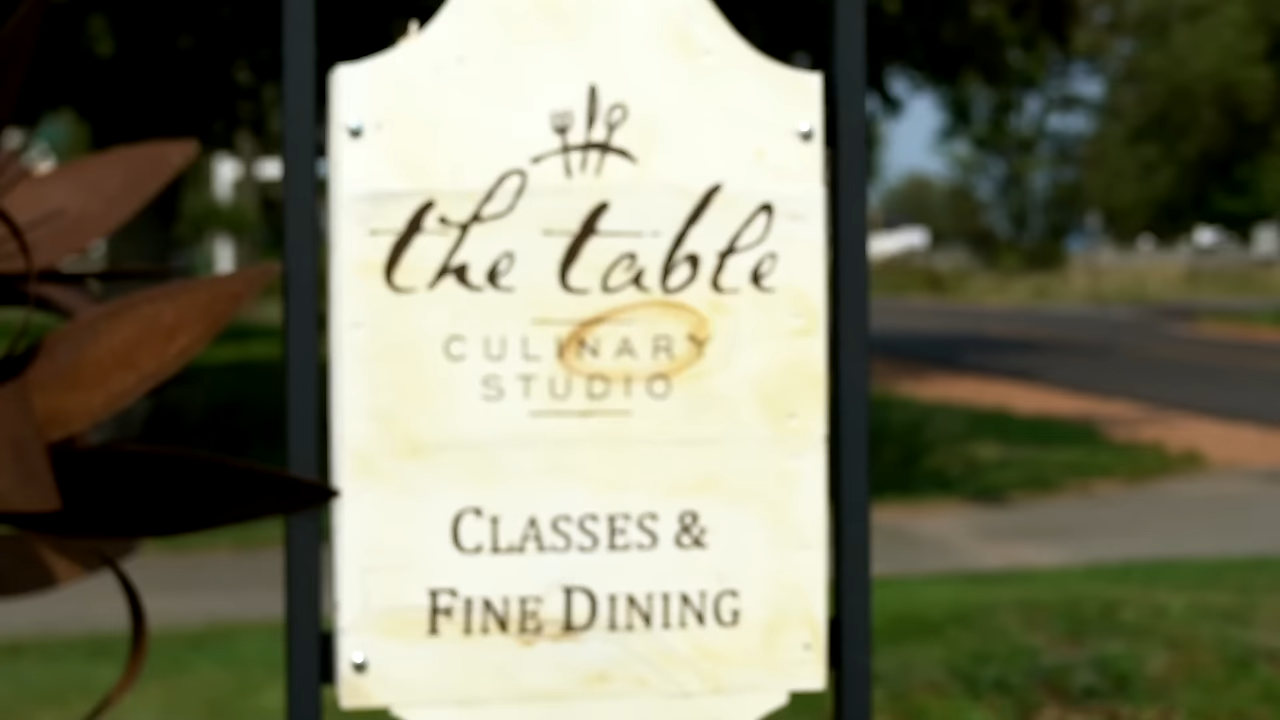 the table
CULINARY
STUDIO
CLASSES &
FINE DINING